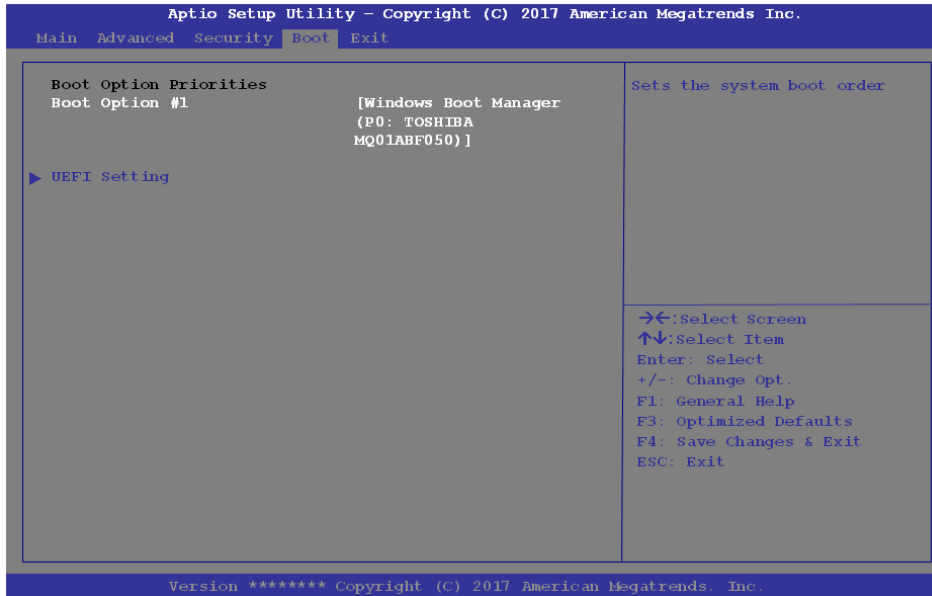 Aptio Setup Utility – Copyright (C) 2017 American Megatrends Inc.
Main Advanced Security Boot Exit
Boot Option Priorities
Boot Option #1 [Windows Boot Manager
(P0: TOSHIBA
MQ01ABF050)]
▶ UEFI Setting
Sets the system boot order
→←:Select Screen
↑↓:Select Item
Enter: Select
+/-: Change Opt.
F1: General Help
F3: Optimized Defaults
F4: Save Changes & Exit
ESC: Exit
Version ******** Copyright (C) 2017 American Megatrends. Inc.